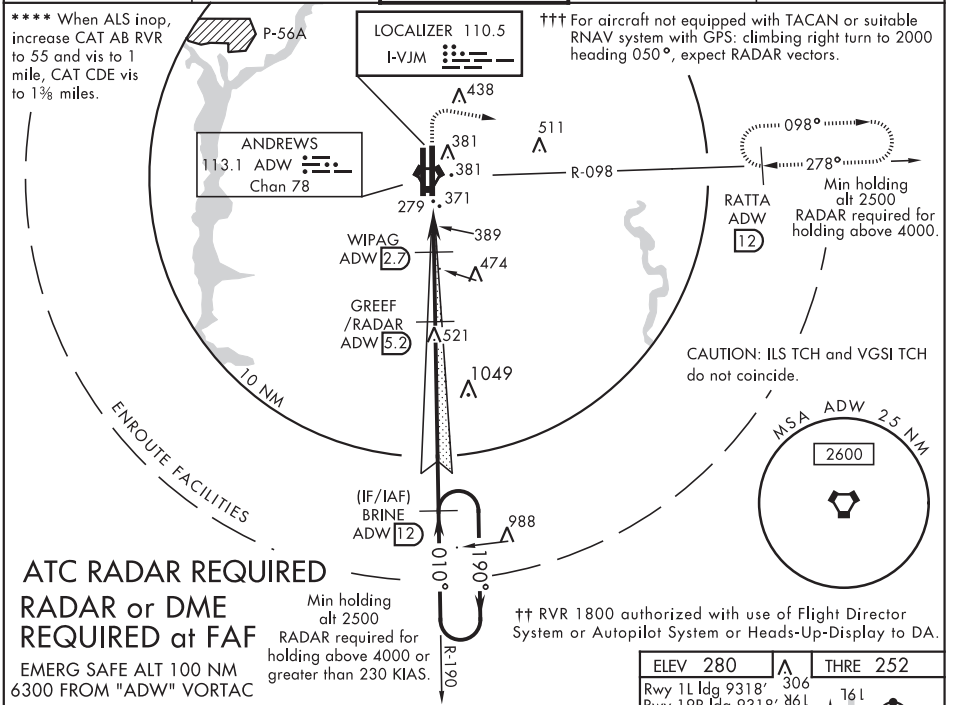 **** When ALS inop,
increase CAT AB RVR
to 55 and vis to 1
mile, CAT CDE vis
to 1⅜ miles.
P-56A
LOCALIZER 110.5
I-VJM
††† For aircraft not equipped with TACAN or suitable
RNAV system with GPS: climbing right turn to 2000
heading 050°, expect RADAR vectors.
438
511
ANDREWS
113.1 ADW
Chan 78
381
381
371
279
R-098
098°
278°
RATTA
ADW
12
Min holding
alt 2500
RADAR required for
holding above 4000.
389
WIPAG
ADW 2.7
474
GREEF
/RADAR
ADW 5.2
521
1049
10 NM
ENROUTE FACILITIES
CAUTION: ILS TCH and VGSI TCH
do not coincide.
MSA ADW 25 NM
2600
(IF/IAF)
BRINE
ADW 12
988
010°
190°
R-190
ATC RADAR REQUIRED
RADAR or DME
REQUIRED at FAF
EMERG SAFE ALT 100 NM
6300 FROM "ADW" VORTAC
Min holding
alt 2500
RADAR required for
holding above 4000 or
greater than 230 KIAS.
†† RVR 1800 authorized with use of Flight Director
System or Autopilot System or Heads-Up-Display to DA.
ELEV 280
THRE 252
Rwy 1L ldg 9318'
306
Rwy 19R ldg 9318'
19R
19L